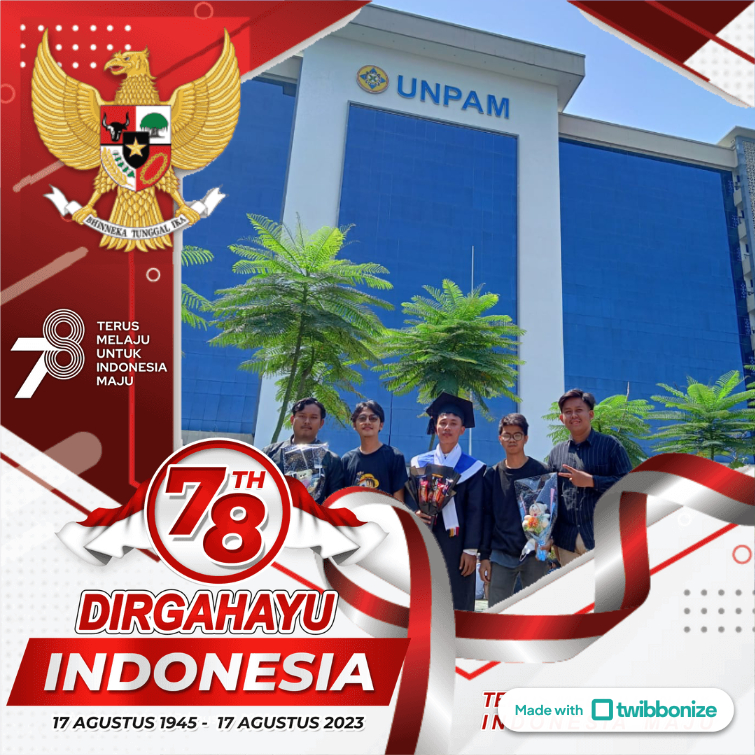 UNPAM
BHINNEKA TUNGGAL IKA
78
TERUS
MELAJU
UNTUK
INDONESIA
MAJU
78TH
DIRGAHAYU
INDONESIA
17 AGUSTUS 1945 - 17 AGUSTUS 2023
Made with twibbonize